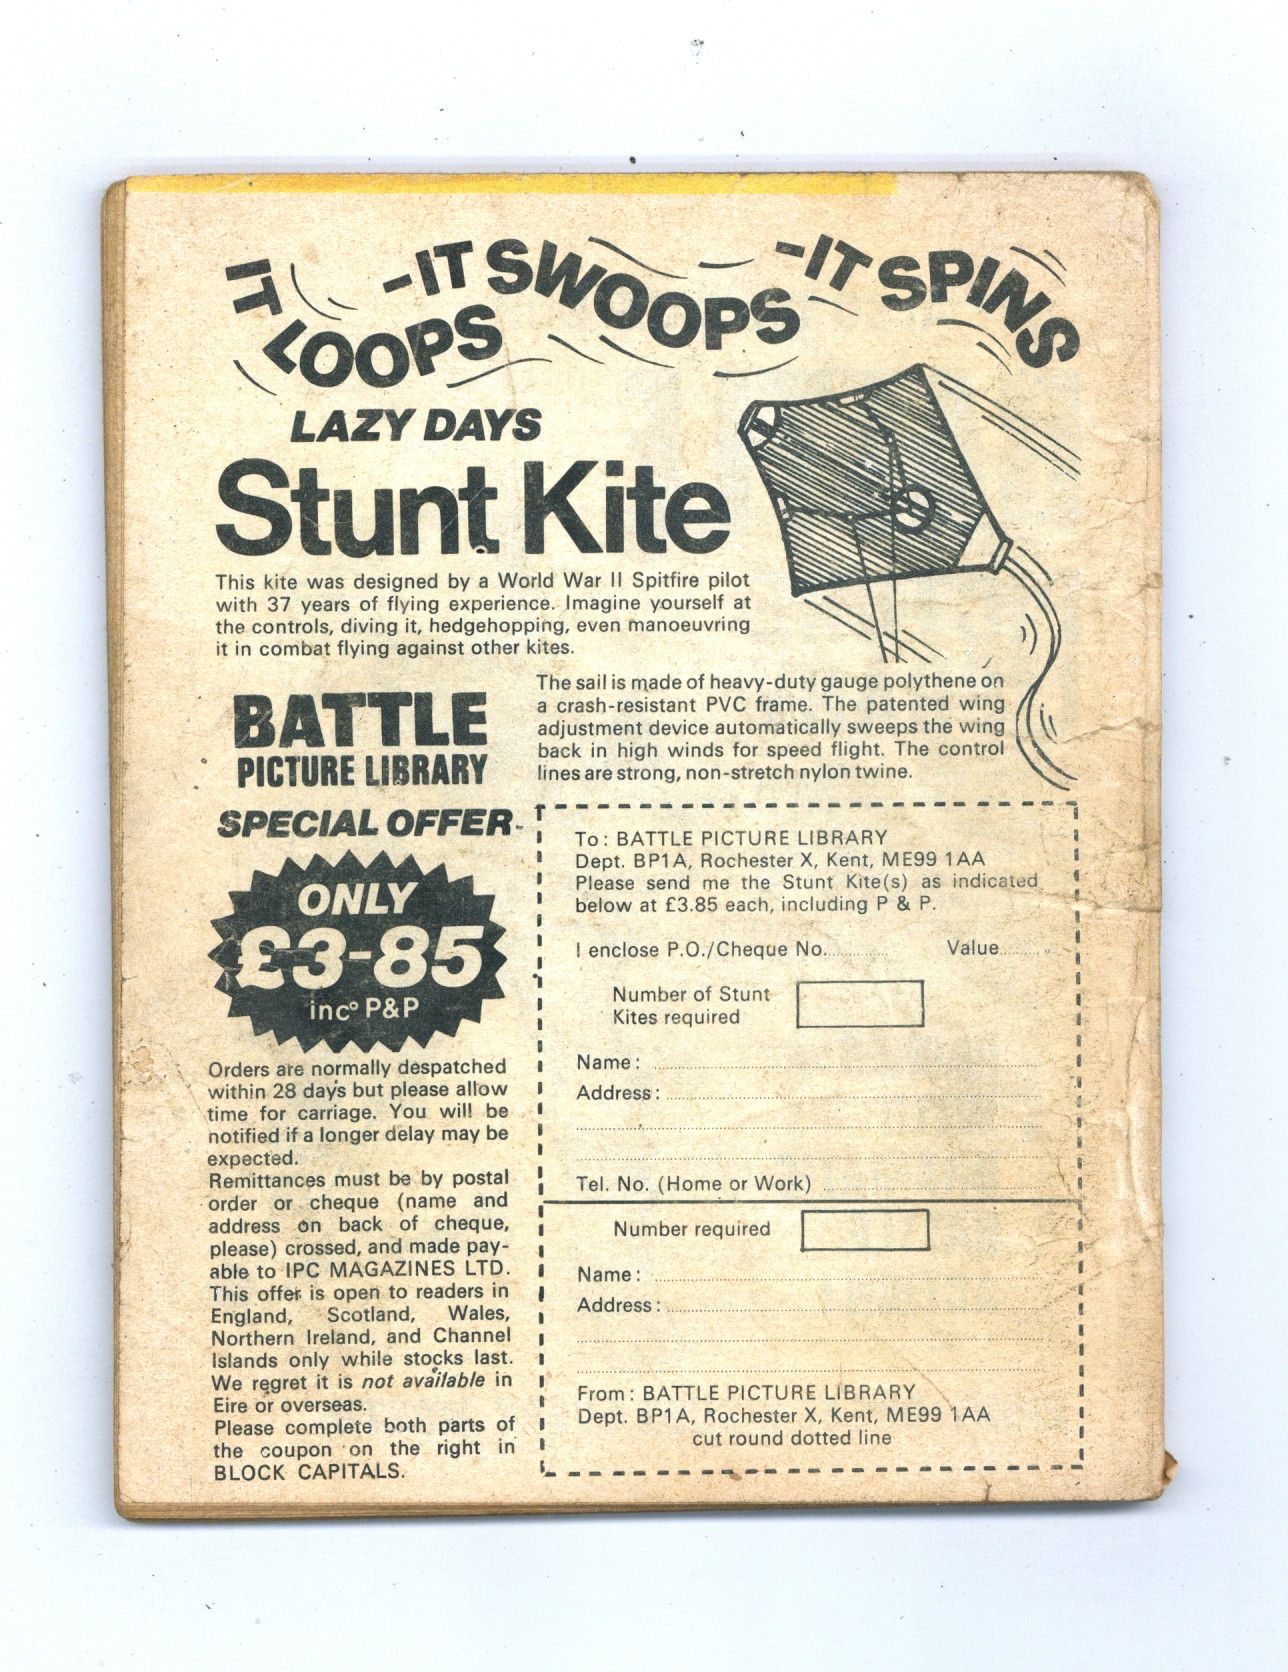 IT LOOPS
-IT SWOOPS
-IT SPINS
LAZY DAYS
Stunt Kite
This kite was designed by a World War II Spitfire pilot
with 37 years of flying experience. Imagine yourself at
the controls, diving it, hedgehopping, even manoeuvring
it in combat flying against other kites.
The sail is made of heavy-duty gauge polythene on
a crash-resistant PVC frame. The patented wing
adjustment device automatically sweeps the wing
back in high winds for speed flight. The control
lines are strong, non-stretch nylon twine.
BATTLE
PICTURE LIBRARY
SPECIAL OFFER
ONLY
£3-85
inc° P&P
Orders are normally despatched
within 28 days but please allow
time for carriage. You will be
notified if a longer delay may be
expected.
Remittances must be by postal
order or cheque (name and
address on back of cheque,
please) crossed, and made pay-
able to IPC MAGAZINES LTD.
This offer is open to readers in
England, Scotland, Wales,
Northern Ireland, and Channel
Islands only while stocks last.
We regret it is not available in
Eire or overseas.
Please complete both parts of
the coupon on the right in
BLOCK CAPITALS.
To: BATTLE PICTURE LIBRARY
Dept. BP1A, Rochester X, Kent, ME99 1AA
Please send me the Stunt Kite(s) as indicated
below at £3.85 each, including P & P.
I enclose P.O./Cheque No. Value
Number of Stunt
Kites required
Name:
Address:
Tel. No. (Home or Work)
Number required
Name:
Address:
From: BATTLE PICTURE LIBRARY
Dept. BP1A, Rochester X, Kent, ME99 1AA
cut round dotted line